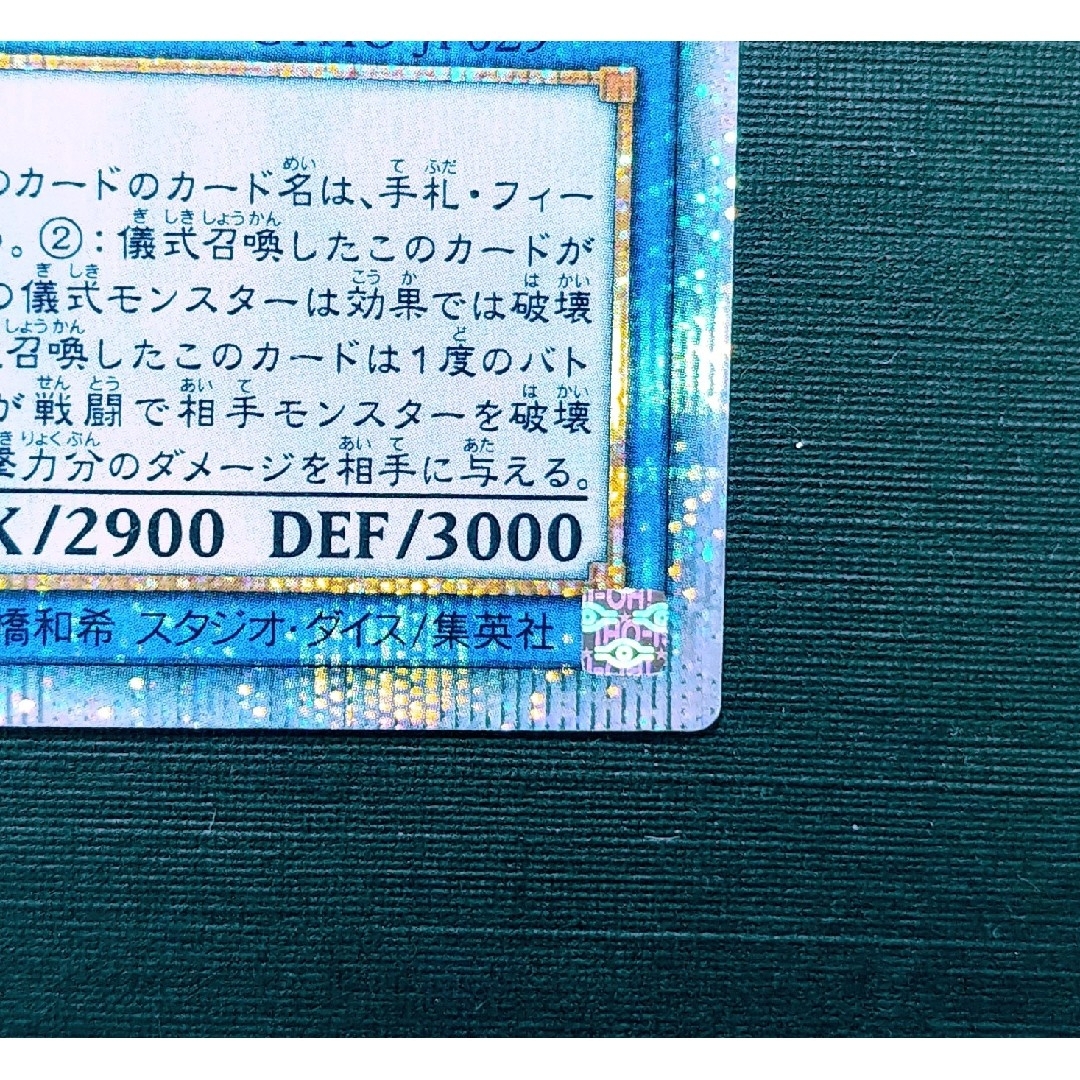 JP029
のカードのカード名は、手札・フィー
。②：儀式召喚したこのカードが
の儀式モンスターは効果では破壊
召喚したこのカードは１度のバト
が戦闘で相手モンスターを破壊
撃力分のダメージを相手に与える。
K/2900 DEF/3000
橋和希 スタジオ・ダイス/集英社